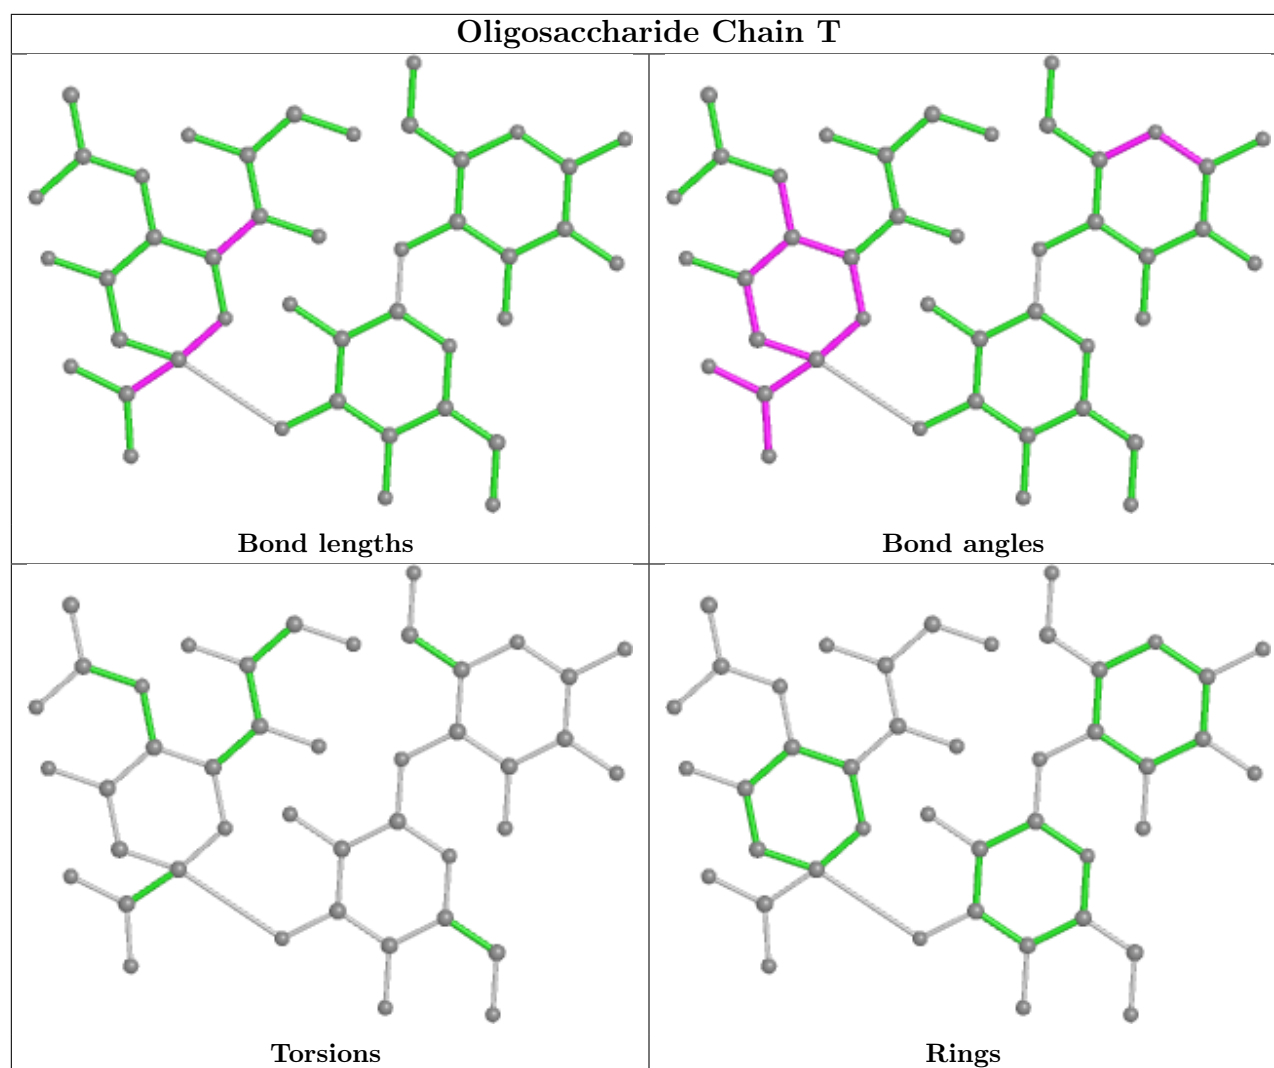 Oligosaccharide Chain T
Bond lengths
Bond angles
Torsions
Rings